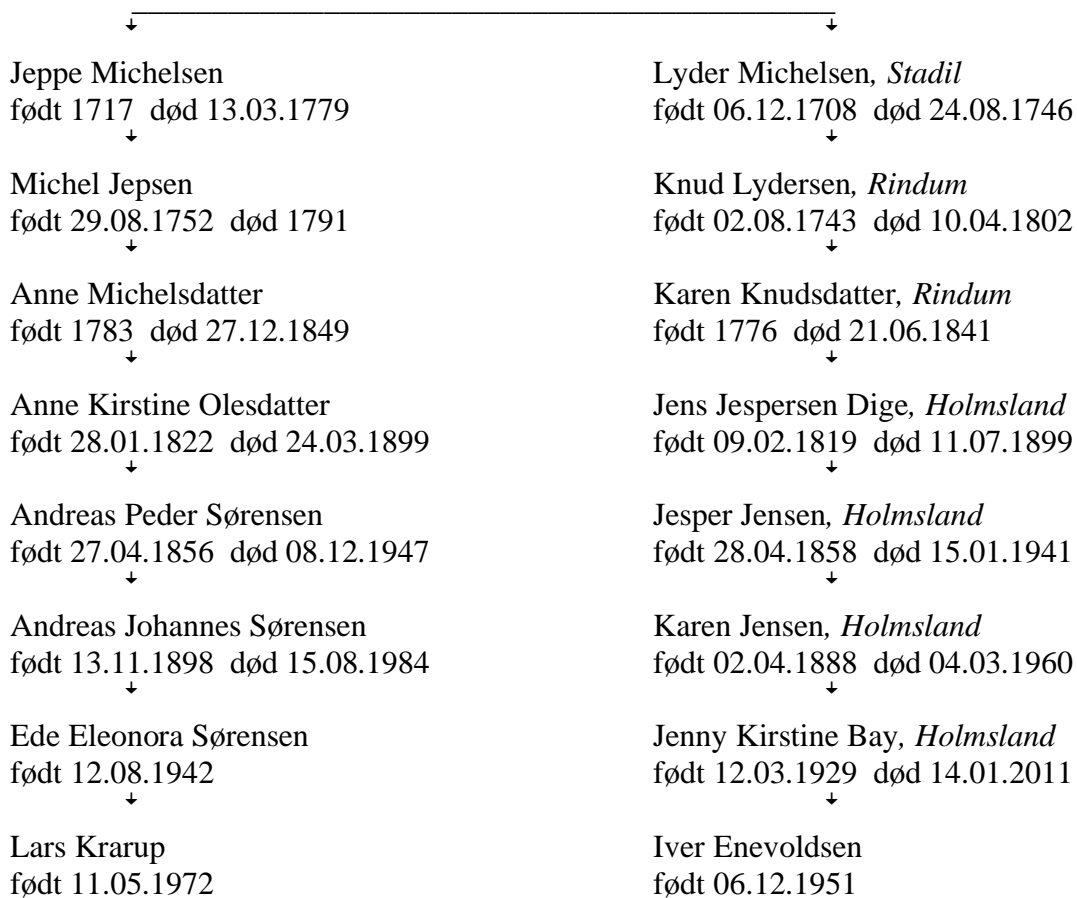 Jeppe Michelsen
født 1717 død 13.03.1779
Lyder Michelsen, Stadil
født 06.12.1708 død 24.08.1746
Michel Jepsen
født 29.08.1752 død 1791
Knud Lydersen, Rindum
født 02.08.1743 død 10.04.1802
Anne Michelsdatter
født 1783 død 27.12.1849
Karen Knudsdatter, Rindum
født 1776 død 21.06.1841
Anne Kirstine Olesdatter
født 28.01.1822 død 24.03.1899
Jens Jespersen Dige, Holmsland
født 09.02.1819 død 11.07.1899
Andreas Peder Sørensen
født 27.04.1856 død 08.12.1947
Jesper Jensen, Holmsland
født 28.04.1858 død 15.01.1941
Andreas Johannes Sørensen
født 13.11.1898 død 15.08.1984
Karen Jensen, Holmsland
født 02.04.1888 død 04.03.1960
Ede Eleonora Sørensen
født 12.08.1942
Jenny Kirstine Bay, Holmsland
født 12.03.1929 død 14.01.2011
Lars Krarup
født 11.05.1972
Iver Enevoldsen
født 06.12.1951